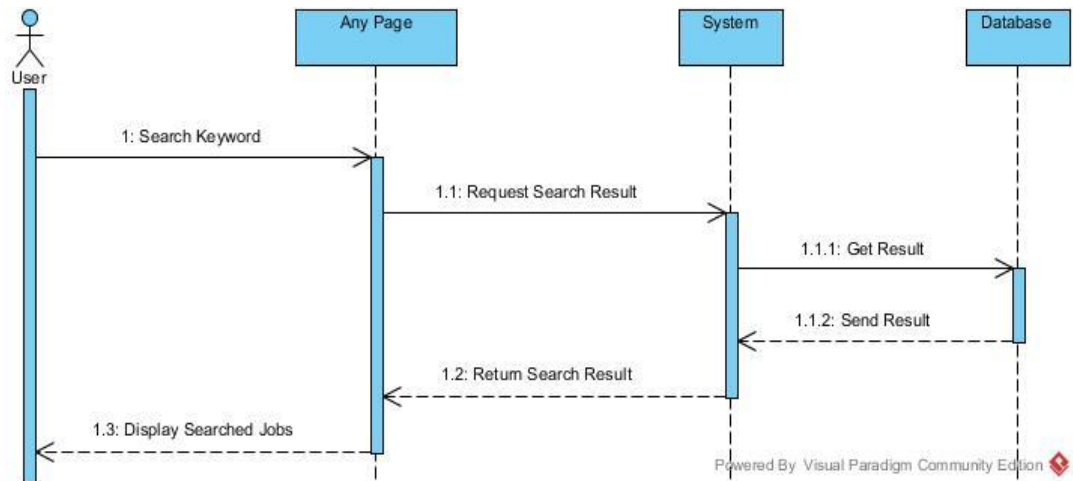 Any Page
System
Database
User
1: Search Keyword
1.1: Request Search Result
1.1.1: Get Result
1.1.2: Send Result
1.2: Return Search Result
1.3: Display Searched Jobs
Powered By Visual Paradigm Community Edition